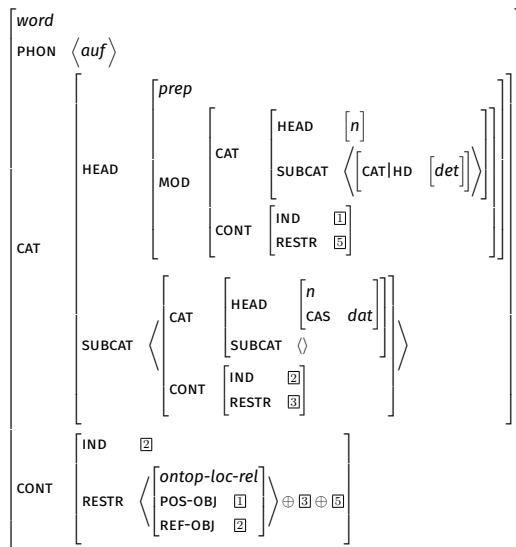 word
PHON ⟨auf⟩
prep
HEAD [n]
CAT
SUBCAT ⟨[CAT|HD [det]]⟩
HEAD
MOD
IND 1
CONT
RESTR 5
CAT
n
HEAD
CAS dat
CAT
SUBCAT ⟨⟩
SUBCAT
IND 2
CONT
RESTR 3
IND 2
ontop-loc-rel
CONT
RESTR ⟨[POS-OBJ 1]⟩ ⊕ 3 ⊕ 5
REF-OBJ 2